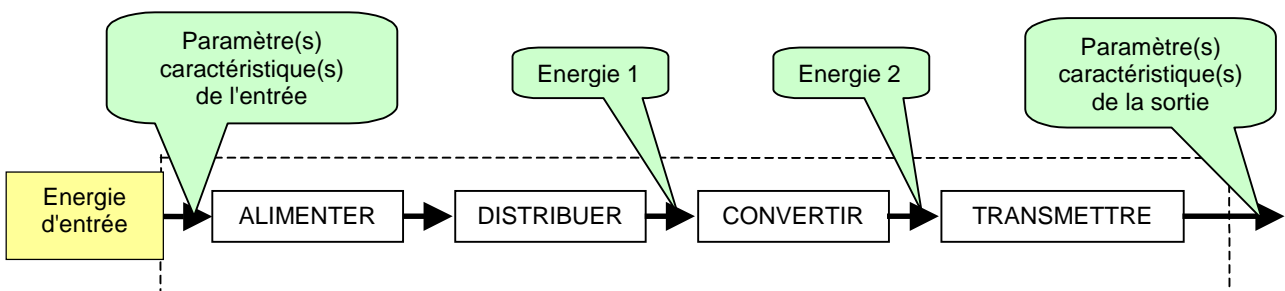 Paramètre(s)
caractéristique(s)
de l'entrée
Energie 1
Energie 2
Paramètre(s)
caractéristique(s)
de la sortie
Energie
d'entrée
ALIMENTER
DISTRIBUER
CONVERTIR
TRANSMETTRE